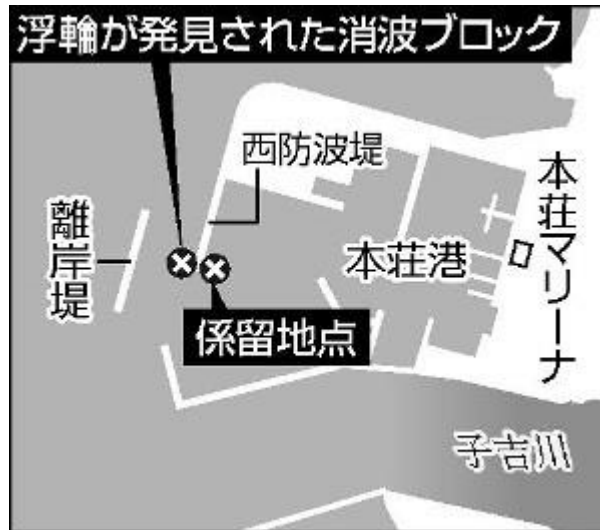 浮輪が発見された消波ブロック
西防波堤
離岸堤
本荘港
本荘マリーナ
係留地点
子吉川